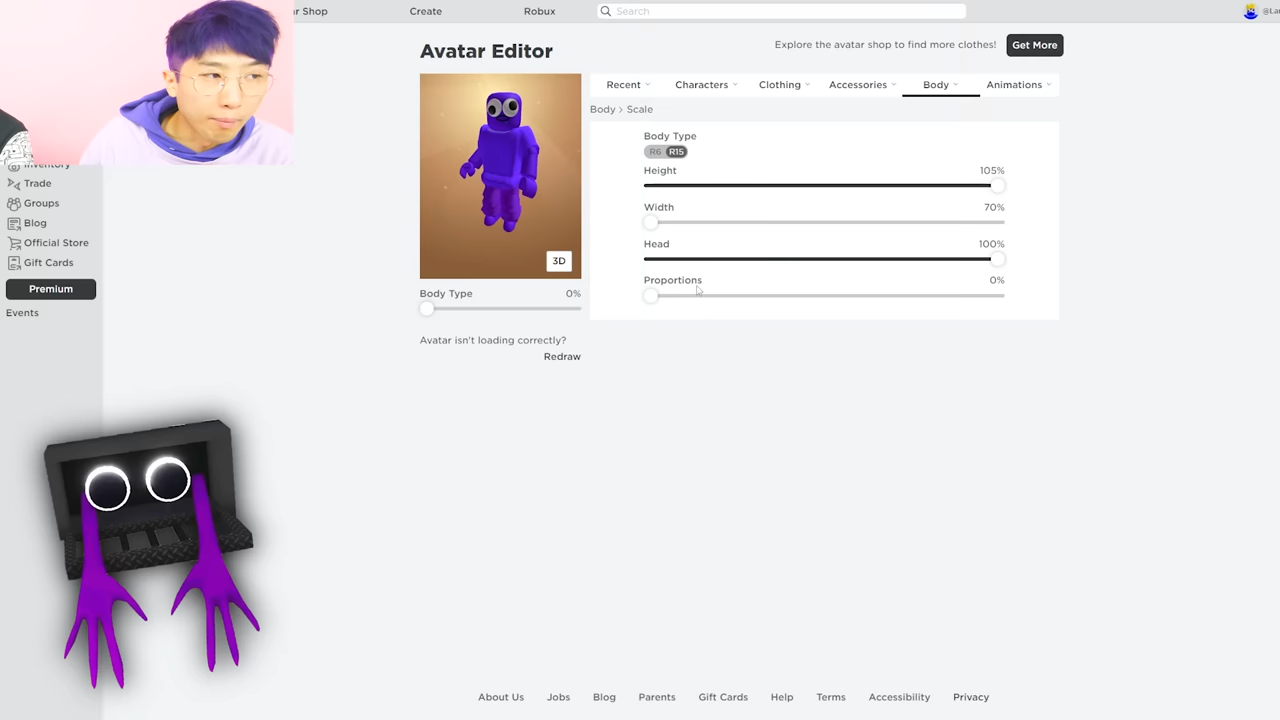 ar Shop
Create
Robux
Search
@Lar
Inventory
Trade
Groups
Blog
Official Store
Gift Cards
Premium
Events
Avatar Editor
Explore the avatar shop to find more clothes!
Get More
Recent
Characters
Clothing
Accessories
Body
Animations
Body > Scale
3D
Body Type 0%
Avatar isn't loading correctly?
Redraw
Body Type
R6 R15
Height 105%
Width 70%
Head 100%
Proportions 0%
About Us
Jobs
Blog
Parents
Gift Cards
Help
Terms
Accessibility
Privacy